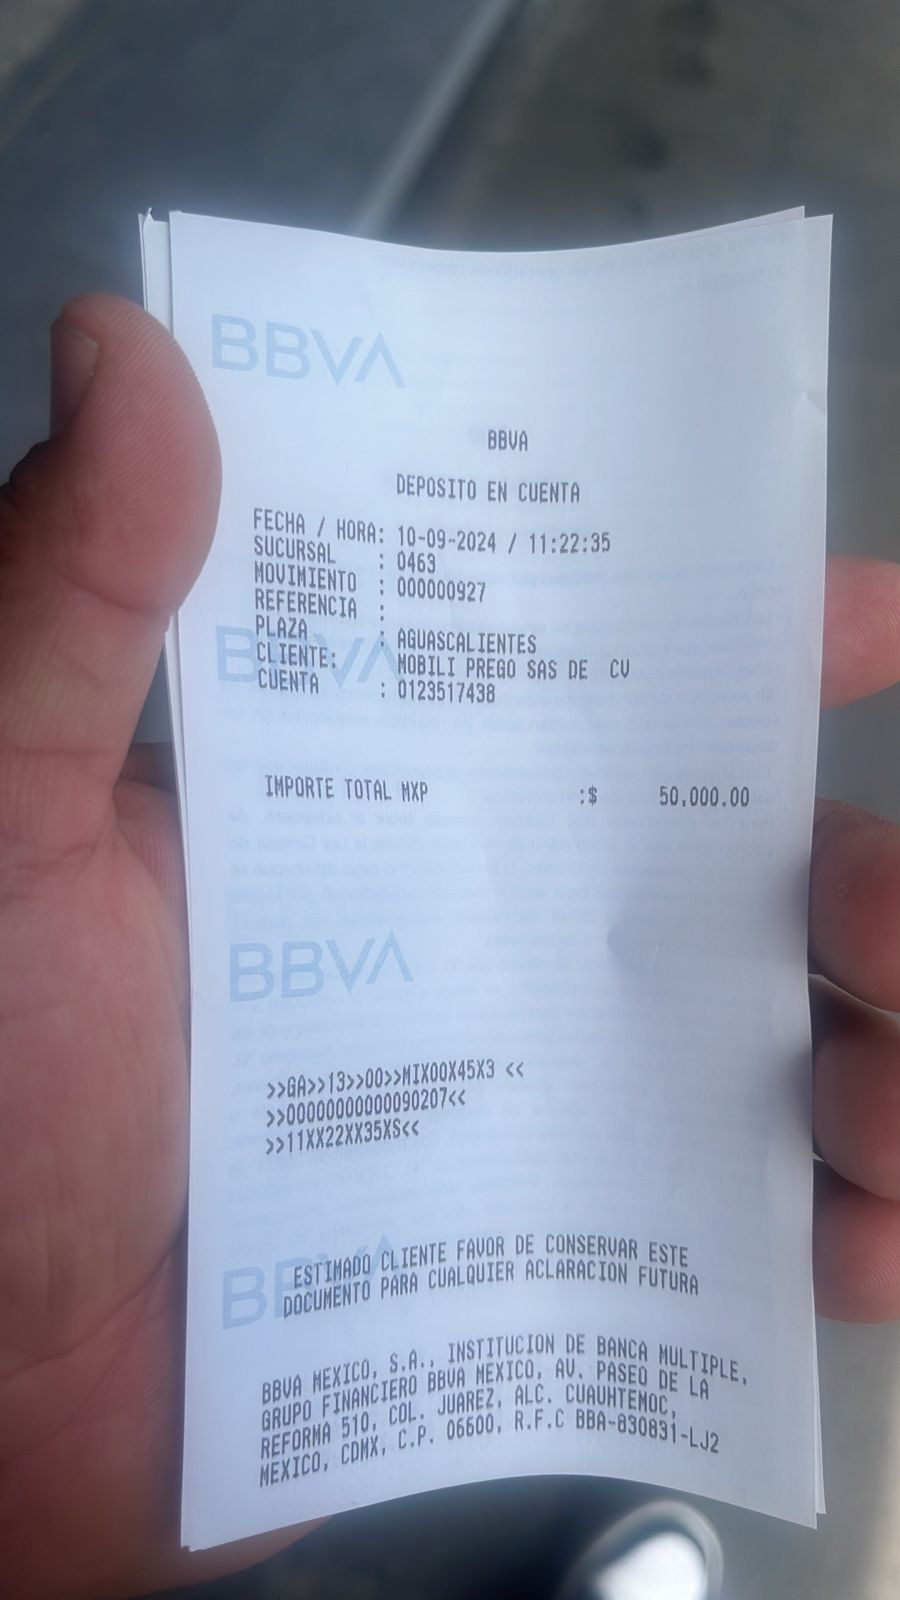 BBVA
BBVA
DEPOSITO EN CUENTA
FECHA / HORA: 10-09-2024 / 11:22:35
SUCURSAL : 0463
MOVIMIENTO : 000000927
REFERENCIA :
PLAZA : AGUASCALIENTES
BBVA
CLIENTE: MOBILI PREGO SAS DE CV
CUENTA : 0123517438
IMPORTE TOTAL MXP :$ 50,000.00
BBVA
>>GA>>13>>00>>MIX00X45X3 <<
>>00000000000090207<<
>>11XX22XX35XS<<
BBVA
ESTIMADO CLIENTE FAVOR DE CONSERVAR ESTE
DOCUMENTO PARA CUALQUIER ACLARACION FUTURA
BBVA MEXICO, S.A., INSTITUCION DE BANCA MULTIPLE,
GRUPO FINANCIERO BBVA MEXICO, AV. PASEO DE LA
REFORMA 510, COL. JUAREZ, ALC. CUAUHTEMOC,
MEXICO, CDMX, C.P. 06600, R.F.C BBA-830831-LJ2